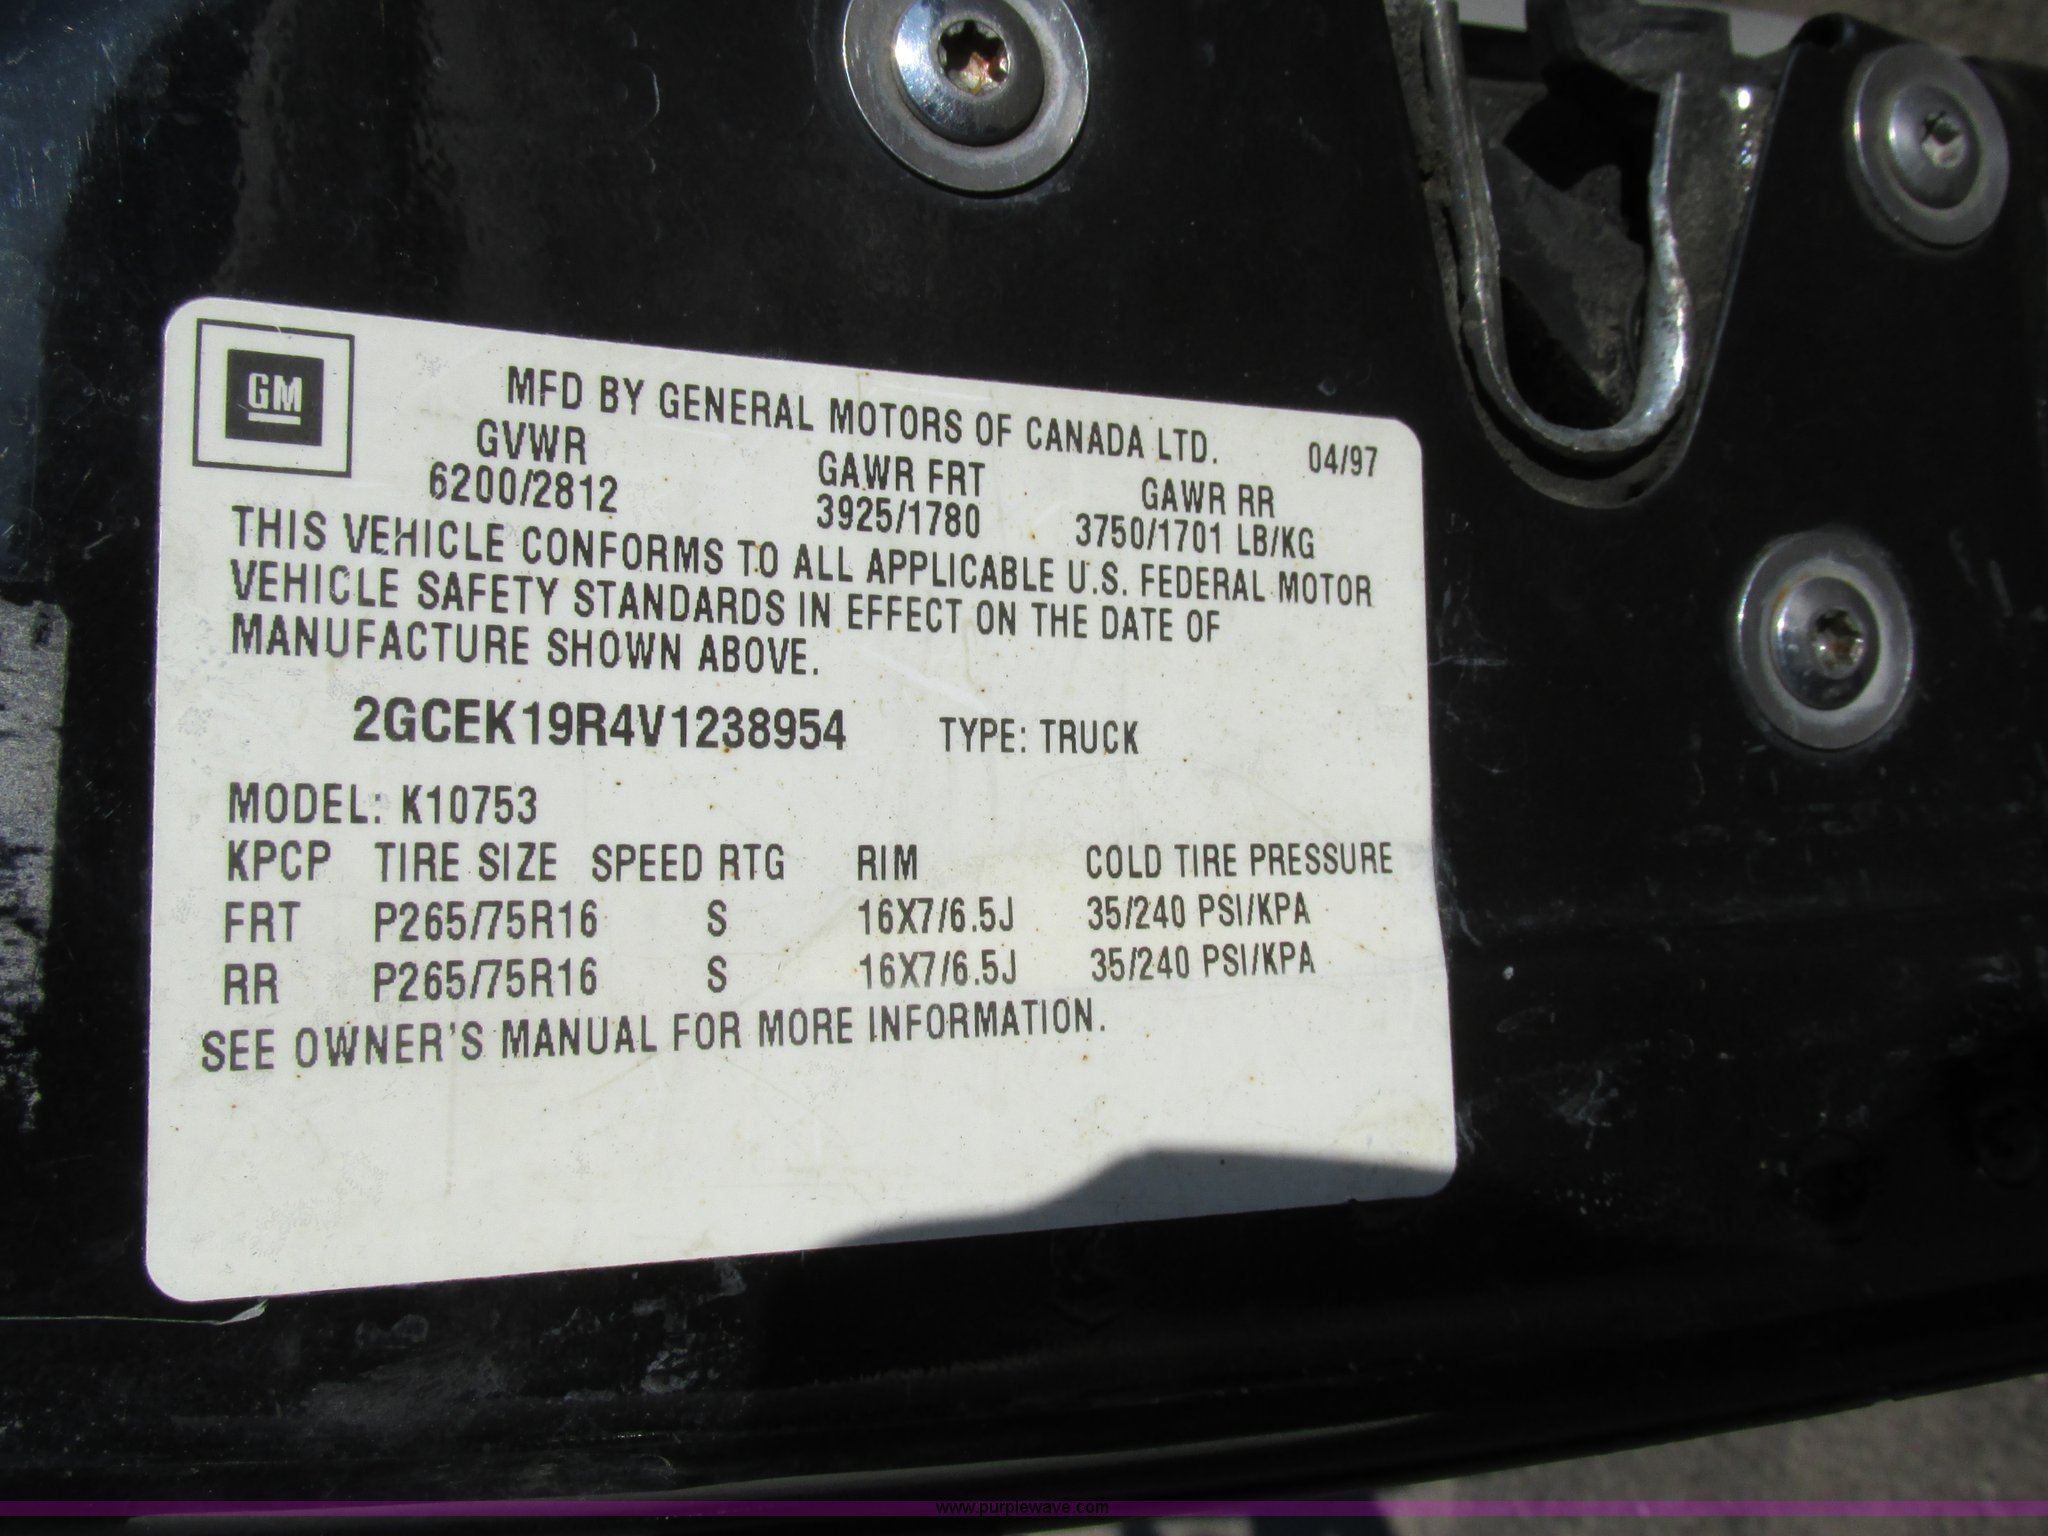 GM
MFD BY GENERAL MOTORS OF CANADA LTD.
04/97
GVWR GAWR FRT GAWR RR
6200/2812 3925/1780 3750/1701 LB/KG
THIS VEHICLE CONFORMS TO ALL APPLICABLE U.S. FEDERAL MOTOR
VEHICLE SAFETY STANDARDS IN EFFECT ON THE DATE OF
MANUFACTURE SHOWN ABOVE.
2GCEK19R4V1238954 TYPE: TRUCK
MODEL: K10753
KPCP TIRE SIZE SPEED RTG RIM COLD TIRE PRESSURE
FRT P265/75R16 S 16X7/6.5J 35/240 PSI/KPA
RR P265/75R16 S 16X7/6.5J 35/240 PSI/KPA
SEE OWNER'S MANUAL FOR MORE INFORMATION.
www.purplewave.com